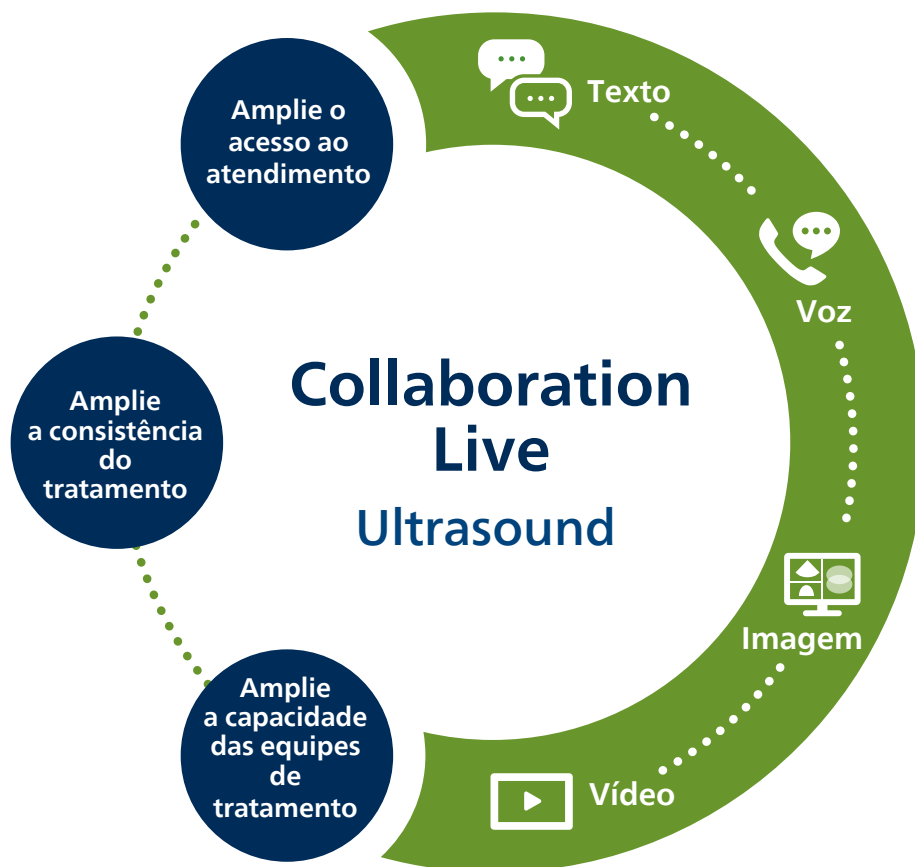 Amplie o
acesso ao
atendimento
Texto
Voz
Amplie
a consistência
do
tratamento
Collaboration
Live
Ultrasound
Imagem
Amplie
a capacidade
das equipes
de
tratamento
Vídeo